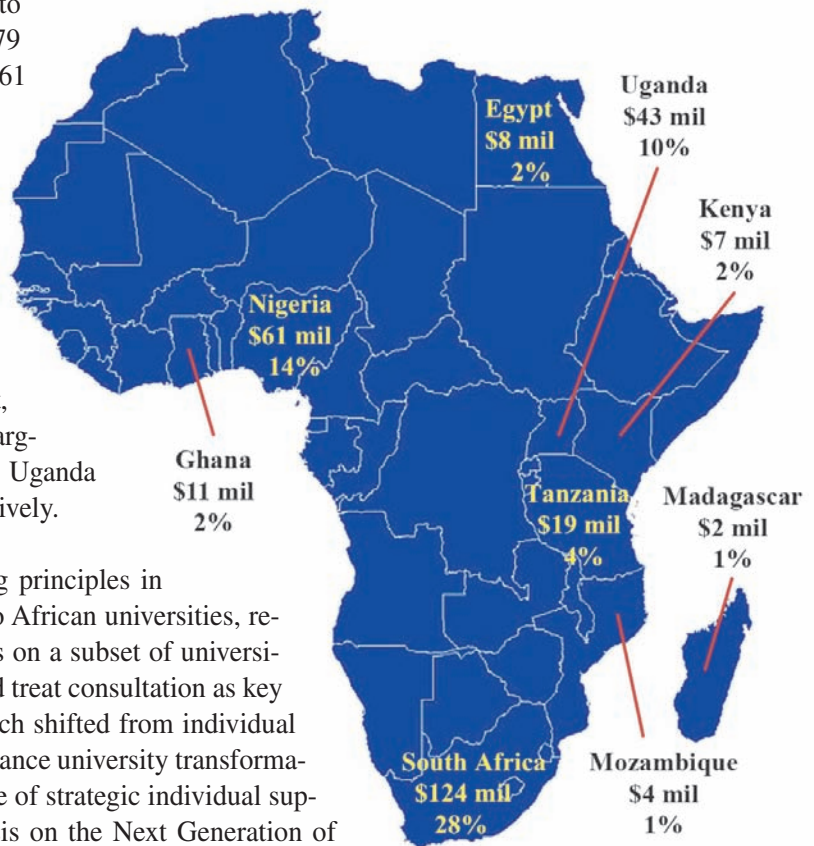 to
79
61
Egypt
$8 mil
2%
Uganda
$43 mil
10%
Kenya
$7 mil
2%
Nigeria
$61 mil
14%
Ghana
$11 mil
2%
Uganda
ively.
Tanzania
$19 mil
4%
Madagascar
$2 mil
1%
g principles in
o African universities, re-
s on a subset of universi-
d treat consultation as key
ch shifted from individual
ance university transforma-
e of strategic individual sup-
is on the Next Generation of
South Africa
$124 mil
28%
Mozambique
$4 mil
1%